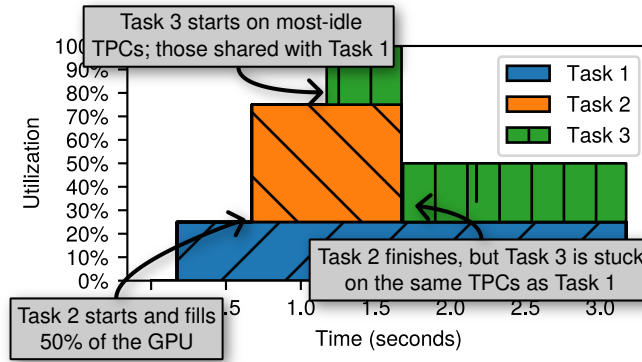 Task 3 starts on most-idle
TPCs; those shared with Task 1
90%
80%
70%
60%
50%
40%
30%
20%
10%
0%
Utilization
Task 1
Task 2
Task 3
Task 2 finishes, but Task 3 is stuck
on the same TPCs as Task 1
Task 2 starts and fills
50% of the GPU
1.0
1.5
2.0
2.5
3.0
Time (seconds)